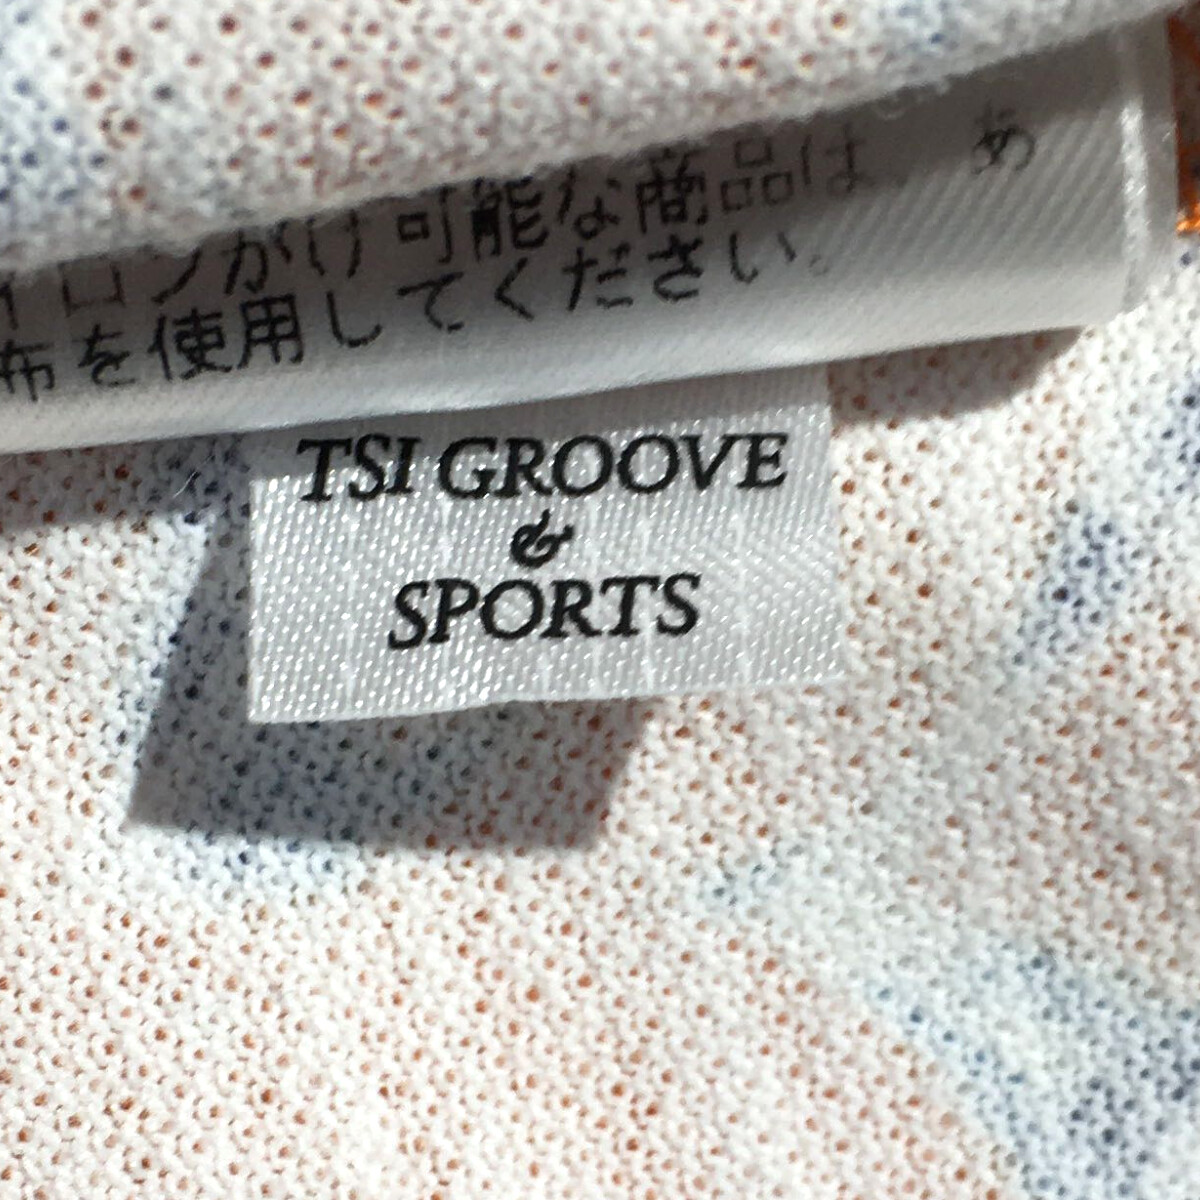 アイロンがけ可能な商品は あ
布を使用してください。
TSI GROOVE
&
SPORTS